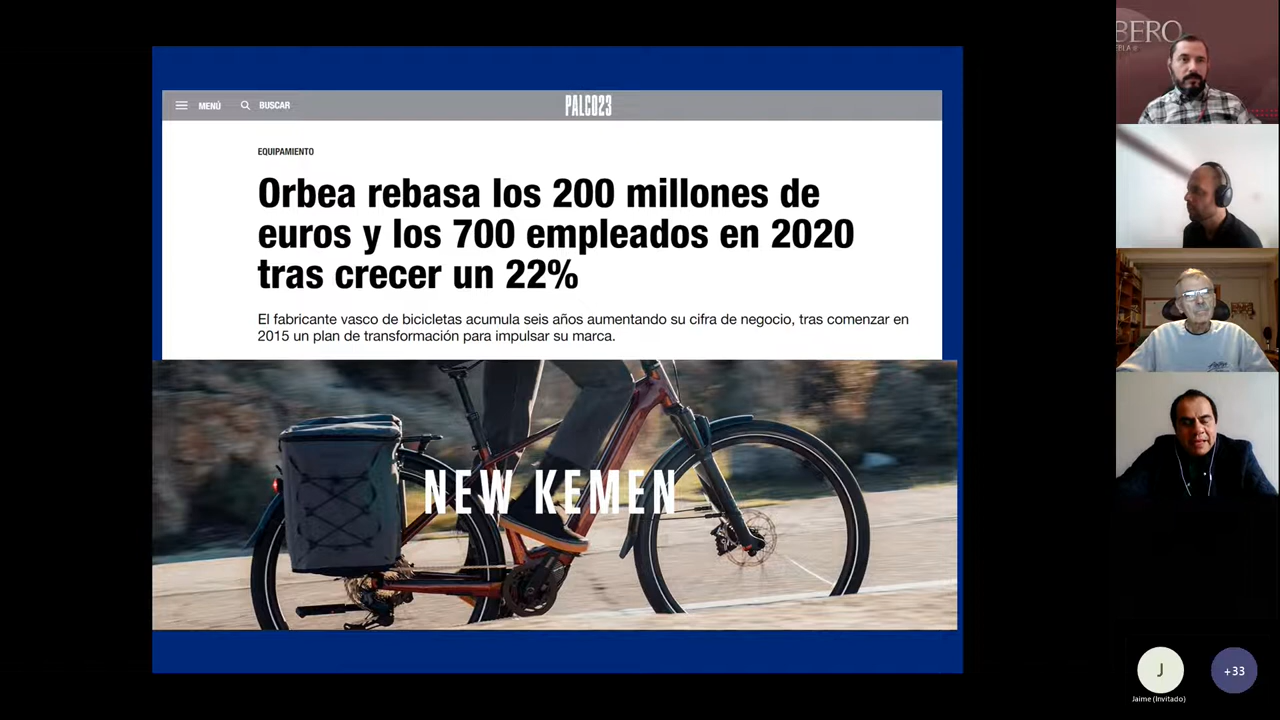 MENÚ BUSCAR PALCO23
EQUIPAMIENTO
Orbea rebasa los 200 millones de
euros y los 700 empleados en 2020
tras crecer un 22%
El fabricante vasco de bicicletas acumula seis años aumentando su cifra de negocio, tras comenzar en
2015 un plan de transformación para impulsar su marca.
NEW KEMEN
BERO
EBLA
J
+33
Jaime (Invitado)